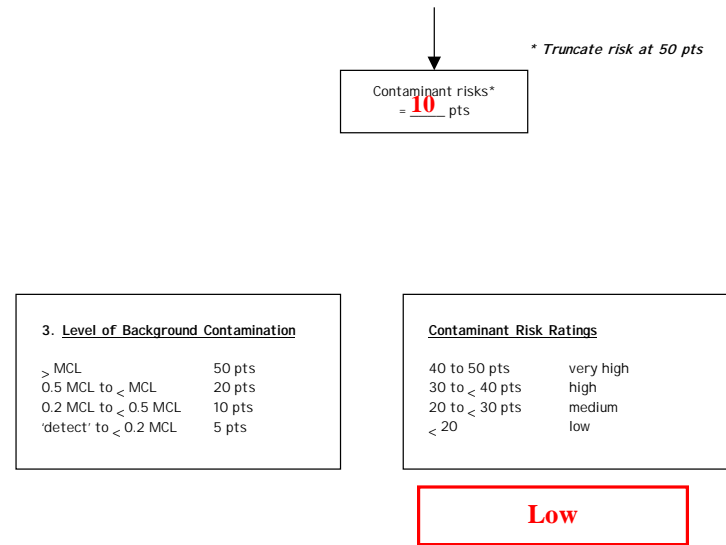 * Truncate risk at 50 pts
Contaminant risks*
= 10 pts
3. Level of Background Contamination
> MCL 50 pts
0.5 MCL to < MCL 20 pts
0.2 MCL to < 0.5 MCL 10 pts
'detect' to < 0.2 MCL 5 pts
Contaminant Risk Ratings
40 to 50 pts very high
30 to < 40 pts high
20 to < 30 pts medium
< 20 low
Low